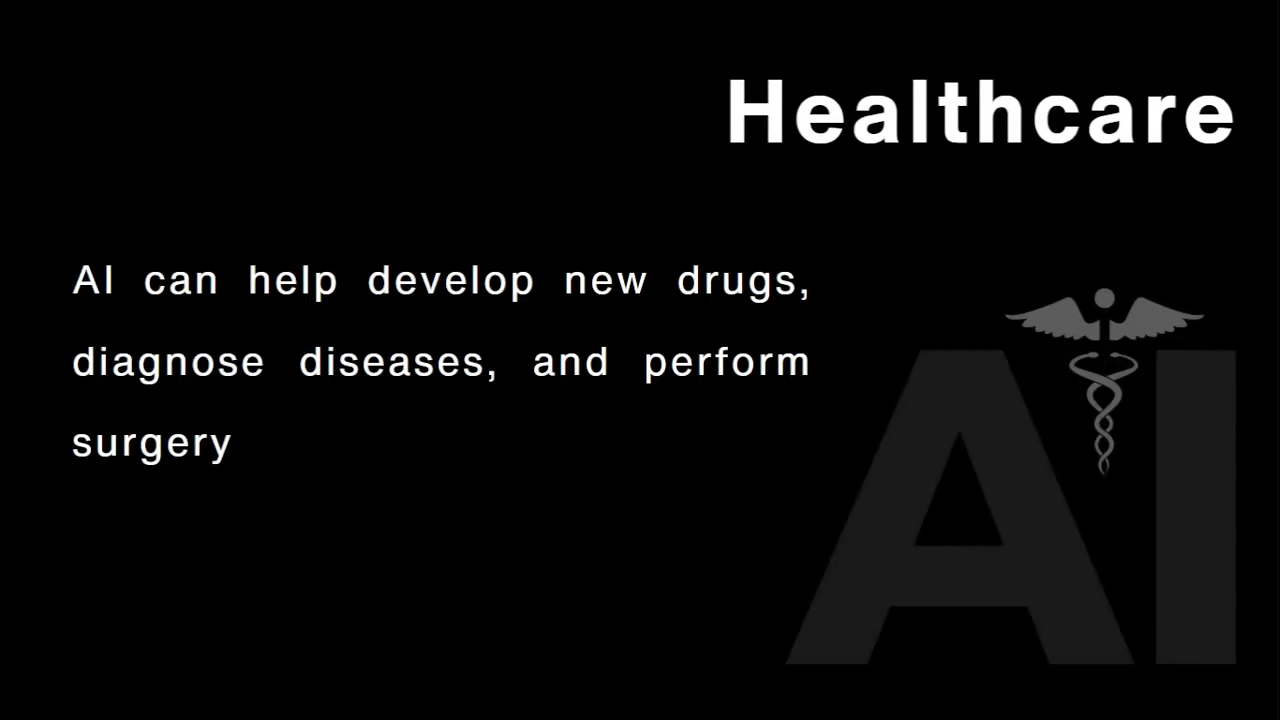 Healthcare
AI can help develop new drugs,
diagnose diseases, and perform
surgery
AI